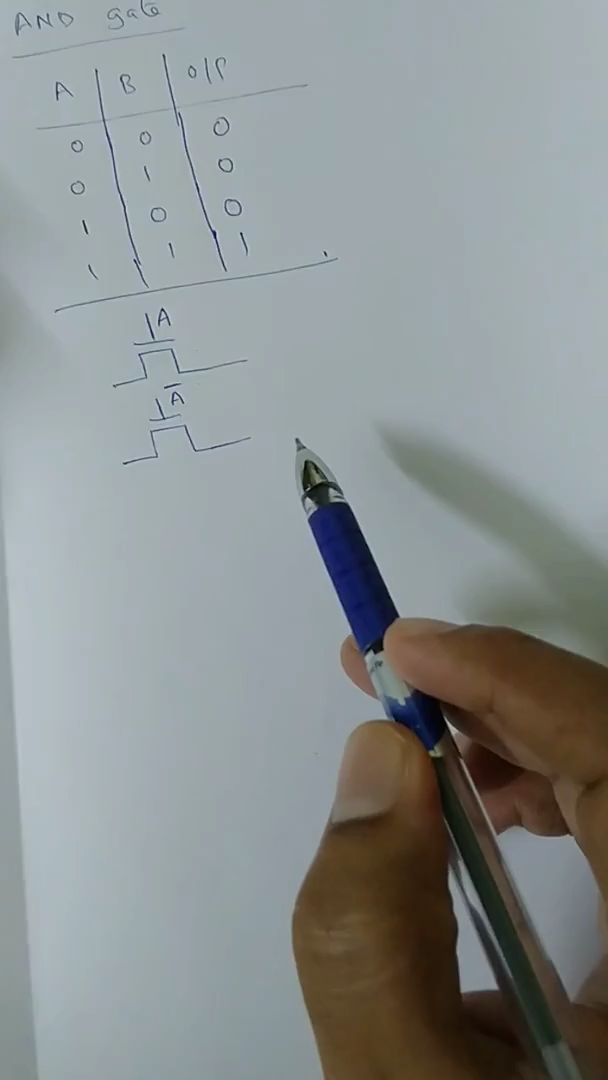 AND gate
A B O/P
0 0 0
0 1 0
1 0 0
1 1 1
A
A̅